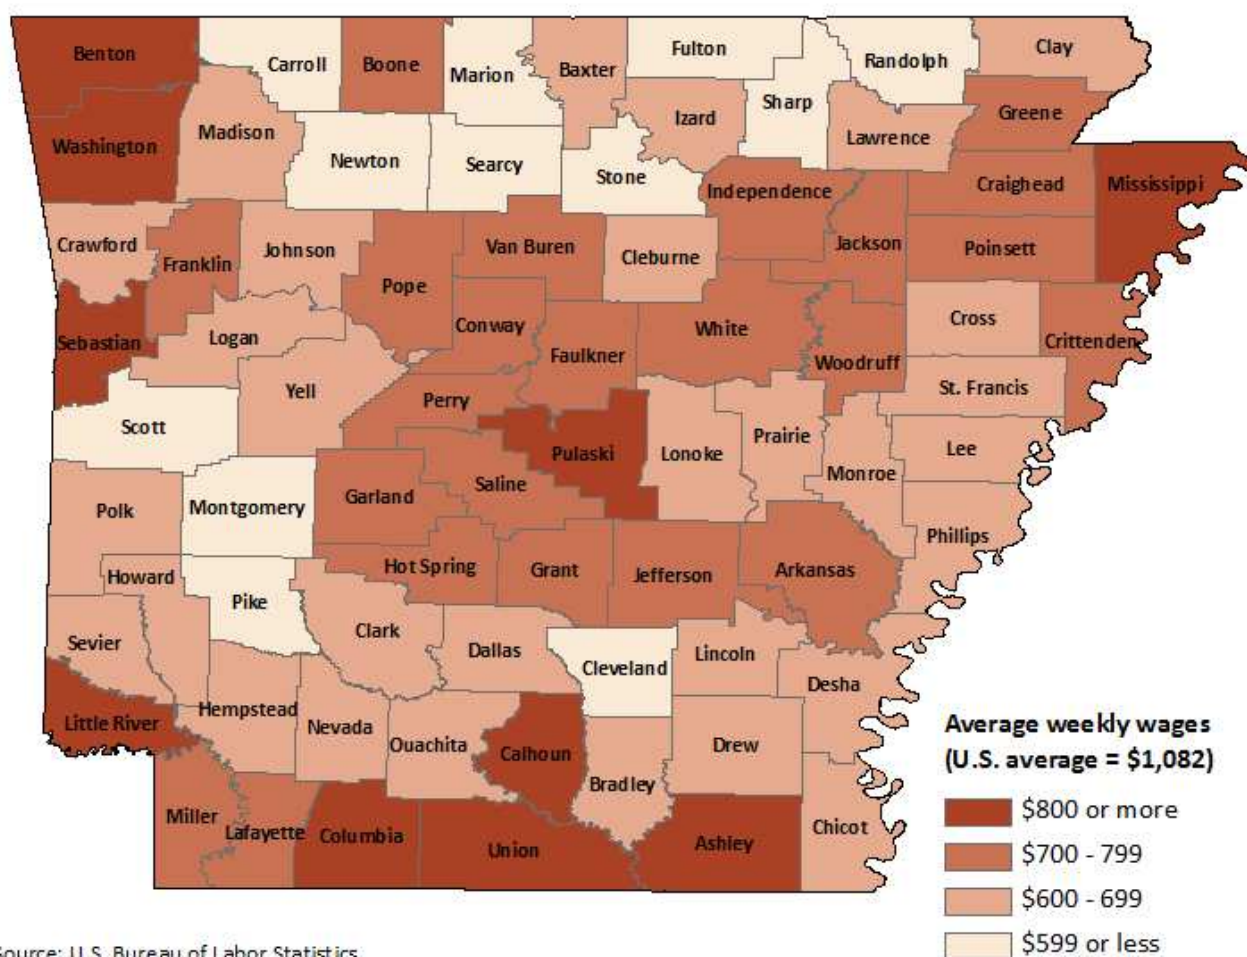 Benton
Carroll
Boone
Marion
Baxter
Fulton
Randolph
Clay
Sharp
Izard
Lawrence
Greene
Washington
Madison
Newton
Searcy
Stone
Independence
Craighead
Mississippi
Crawford
Franklin
Johnson
Pope
Van Buren
Cleburne
Jackson
Poinsett
Sebastian
Logan
Conway
Faulkner
White
Woodruff
Cross
Crittenden
Yell
Perry
St. Francis
Scott
Pulaski
Lonoke
Prairie
Monroe
Lee
Polk
Montgomery
Garland
Saline
Phillips
Howard
Pike
Hot Spring
Grant
Jefferson
Arkansas
Sevier
Clark
Dallas
Cleveland
Lincoln
Desha
Little River
Hempstead
Nevada
Ouachita
Calhoun
Bradley
Drew
Miller
Lafayette
Columbia
Union
Ashley
Chicot
Average weekly wages
(U.S. average = $1,082)
$800 or more
$700 - 799
$600 - 699
$599 or less
Source: U.S. Bureau of Labor Statistics